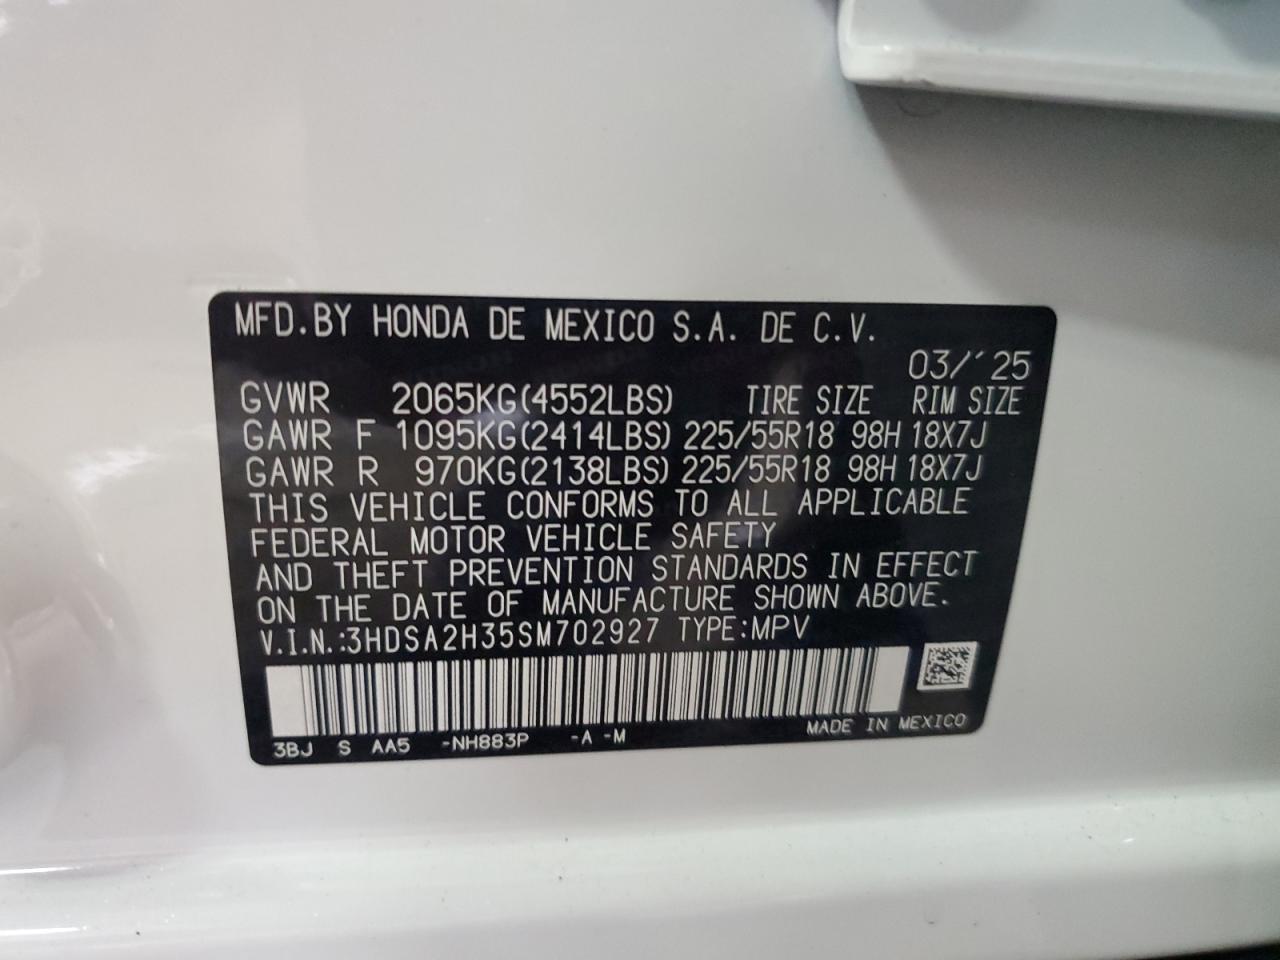 MFD.BY HONDA DE MEXICO S.A. DE C.V.
03/´25
GVWR 2065KG(4552LBS) TIRE SIZE RIM SIZE
GAWR F 1095KG(2414LBS) 225/55R18 98H 18X7J
GAWR R 970KG(2138LBS) 225/55R18 98H 18X7J
THIS VEHICLE CONFORMS TO ALL APPLICABLE
FEDERAL MOTOR VEHICLE SAFETY
AND THEFT PREVENTION STANDARDS IN EFFECT
ON THE DATE OF MANUFACTURE SHOWN ABOVE.
V.I.N.:3HDSA2H35SM702927 TYPE:MPV
3BJ S AA5 -NH883P -A -M MADE IN MEXICO